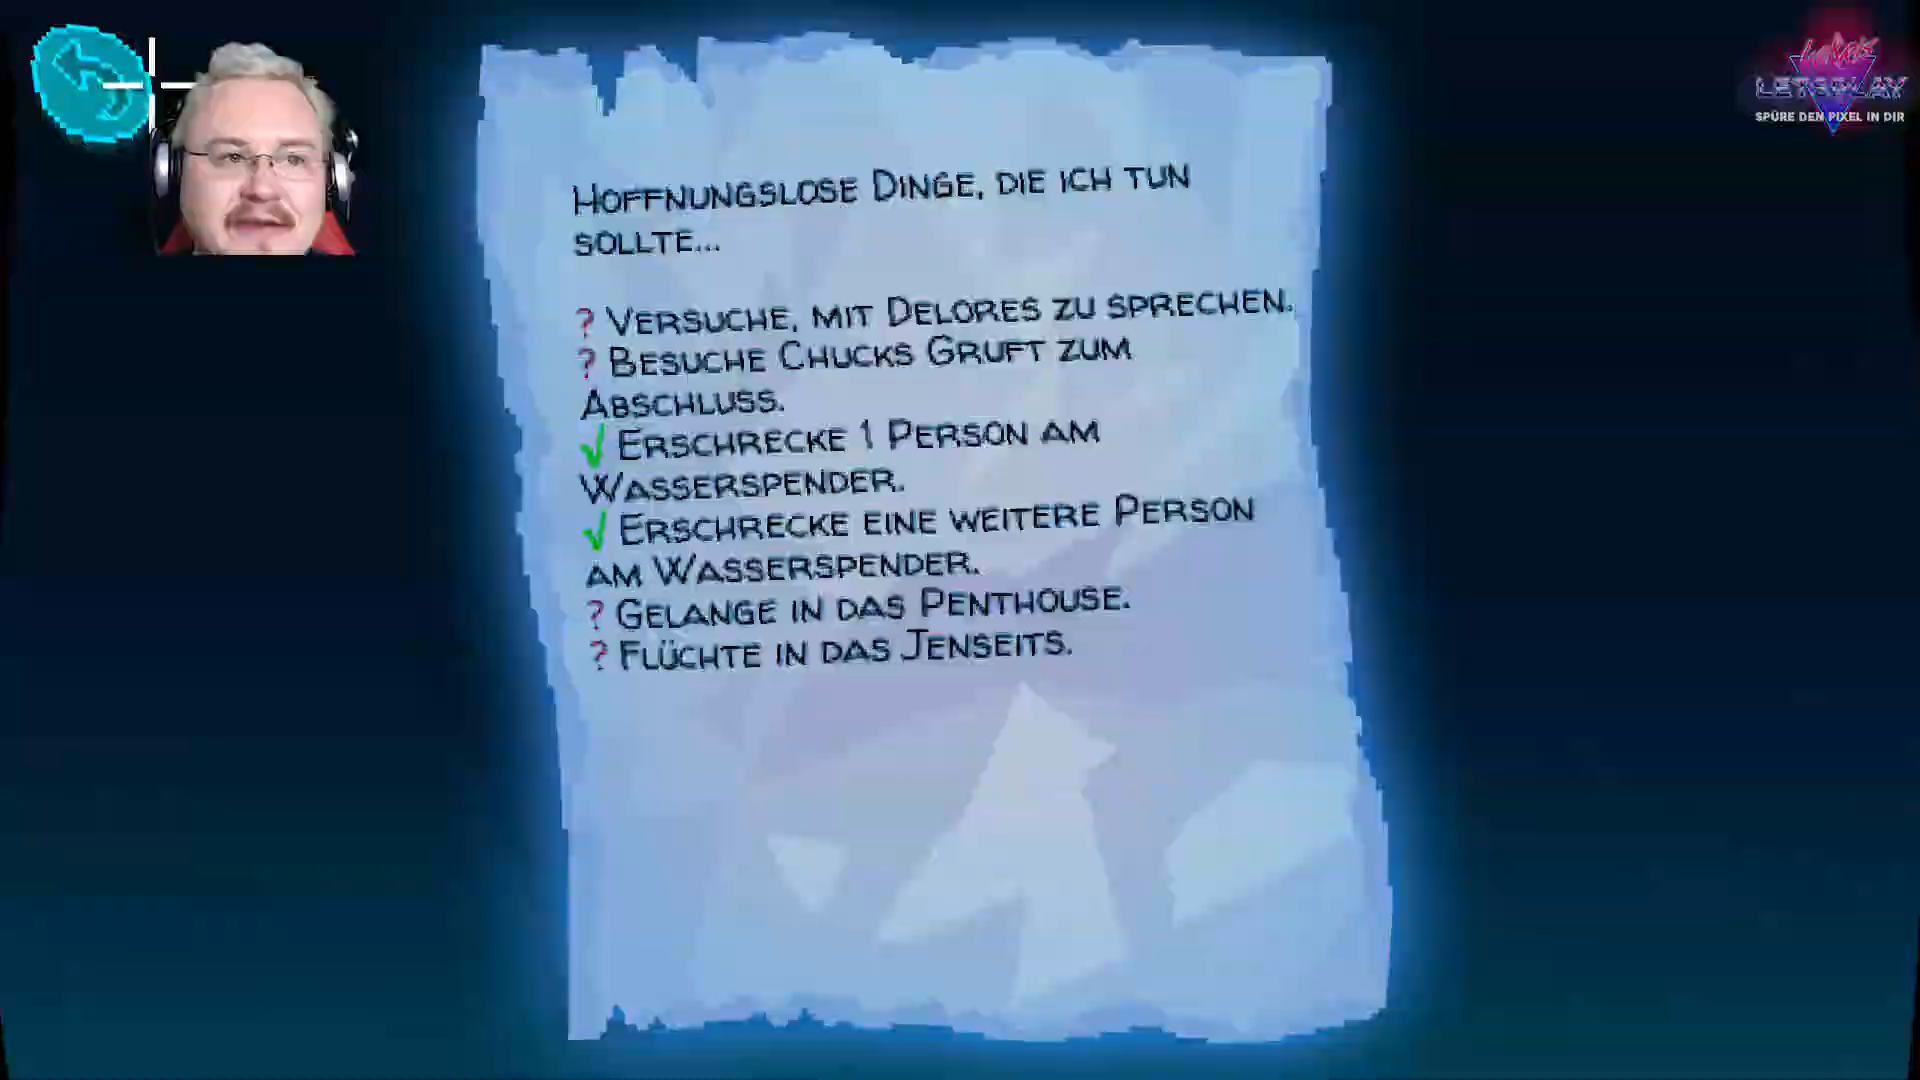 LETSPLAY
SPÜRE DEN PIXEL IN DIR
HOFFNUNGSLOSE DINGE, DIE ICH TUN
SOLLTE...
? VERSUCHE, MIT DELORES ZU SPRECHEN.
? BESUCHE CHUCKS GRUFT ZUM
ABSCHLUSS.
√ ERSCHRECKE 1 PERSON AM
WASSERSPENDER.
√ ERSCHRECKE EINE WEITERE PERSON
AM WASSERSPENDER.
? GELANGE IN DAS PENTHOUSE.
? FLÜCHTE IN DAS JENSEITS.